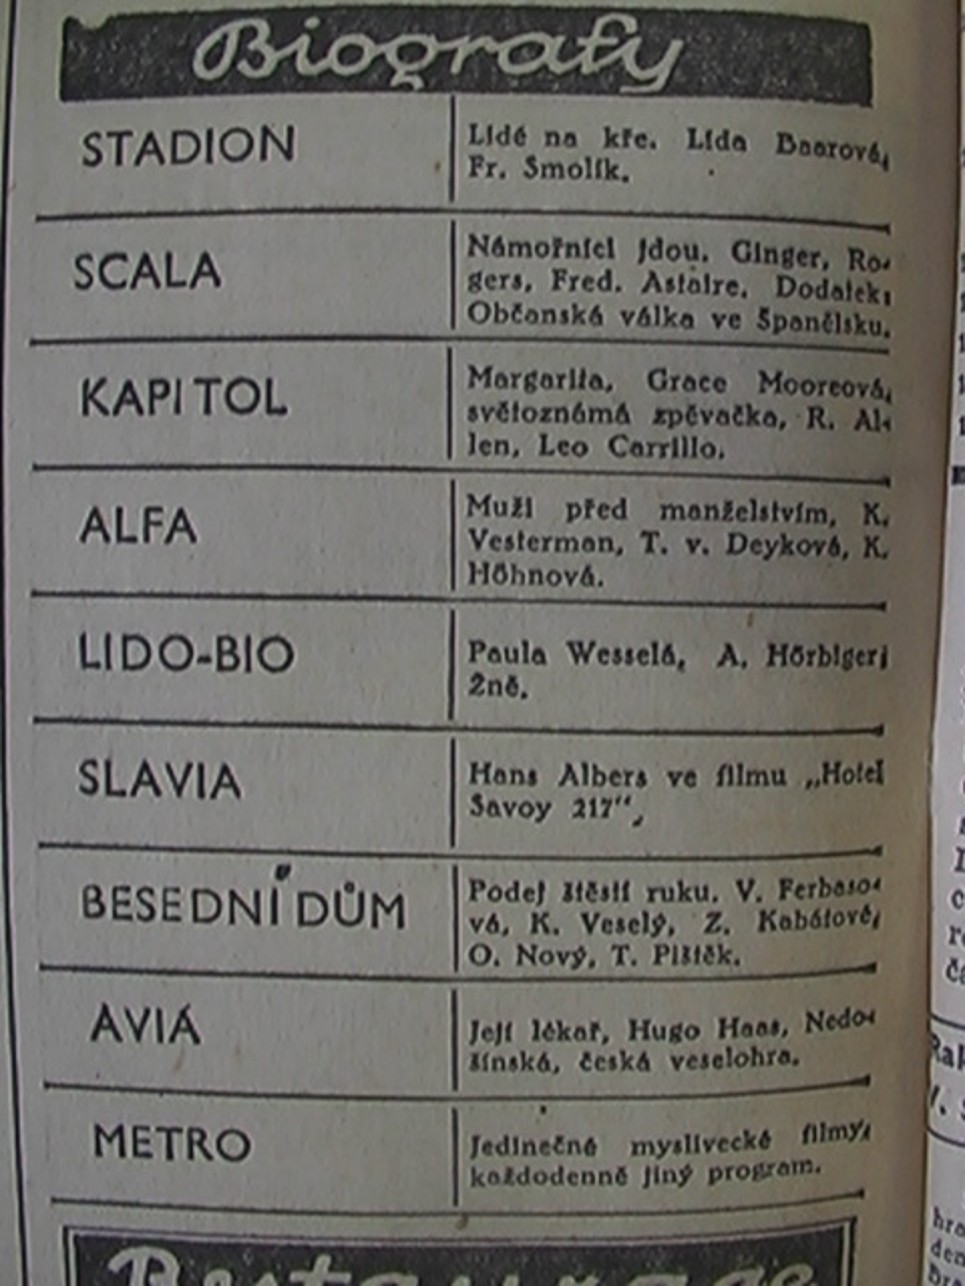 Biografy
STADION
Lidé na kře. Lída Baarová,
Fr. Smolík.
SCALA
Námořníci jdou. Ginger, Ro-
gers, Fred. Astaire. Dodatek:
Občanská válka ve Španělsku.
KAPITOL
Margarita, Grace Mooreová,
světoznámá zpěvačka, R. Al-
len, Leo Carrillo.
ALFA
Muži před manželstvím, K.
Vesterman, T. v. Deyková, K.
Höhnová.
LIDO-BIO
Paula Wesselá, A. Hörbiger:
Žně.
SLAVIA
Hans Albers ve filmu „Hotel
Savoy 217“,
BESEDNÍ DŮM
Podej štěstí ruku. V. Ferbaso-
vá, K. Veselý, Z. Kabátové,
O. Nový, T. Pištěk.
AVIA
Její lékař, Hugo Haas, Nedo-
šínská, česká veselohra.
METRO
Jedinečné myslivecké filmy,
každodenně jiný program.